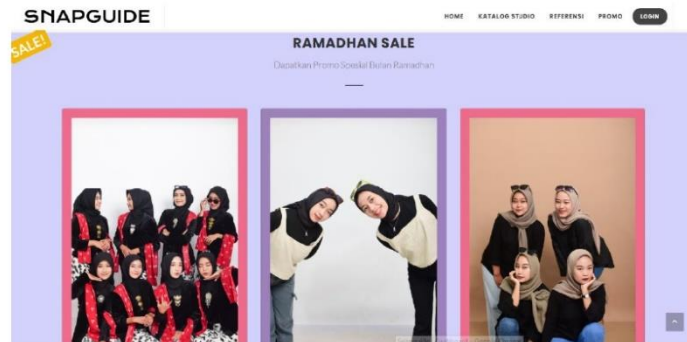 SNAPGUIDE
HOME KATALOG STUDIO REFERENSI PROMO LOGIN
SALE!
RAMADHAN SALE
Dapatkan Promo Spesial Bulan Ramadhan